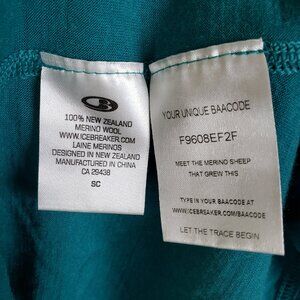 100% NEW ZEALAND
MERINO WOOL
WWW.ICEBREAKER.COM
LAINE MERINOS
DESIGNED IN NEW ZEALAND
MANUFACTURED IN CHINA
CA 29438
SC
YOUR UNIQUE BAACODE
F9608EF2F
MEET THE MERINO SHEEP
THAT GREW THIS
TYPE IN YOUR BAACODE AT
WWW.ICEBREAKER.COM/BAACODE
LET THE TRACE BEGIN